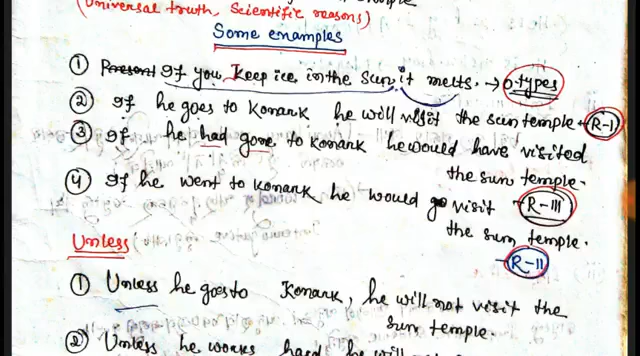 (Universal truth, Scientific reasons)
Some examples
① Present If you Keep ice in the sun, it melts. → 0-types
② If he goes to Konark he will visit the sun temple → R-I
③ If he had gone to Konark he would have visited
the sun temple.
→ R-III
④ If he went to Konark he would go visit
the sun temple.
→ R-II
Unless
① Unless he goes to Konark, he will not visit the
sun temple.
② Unless he works hard he will